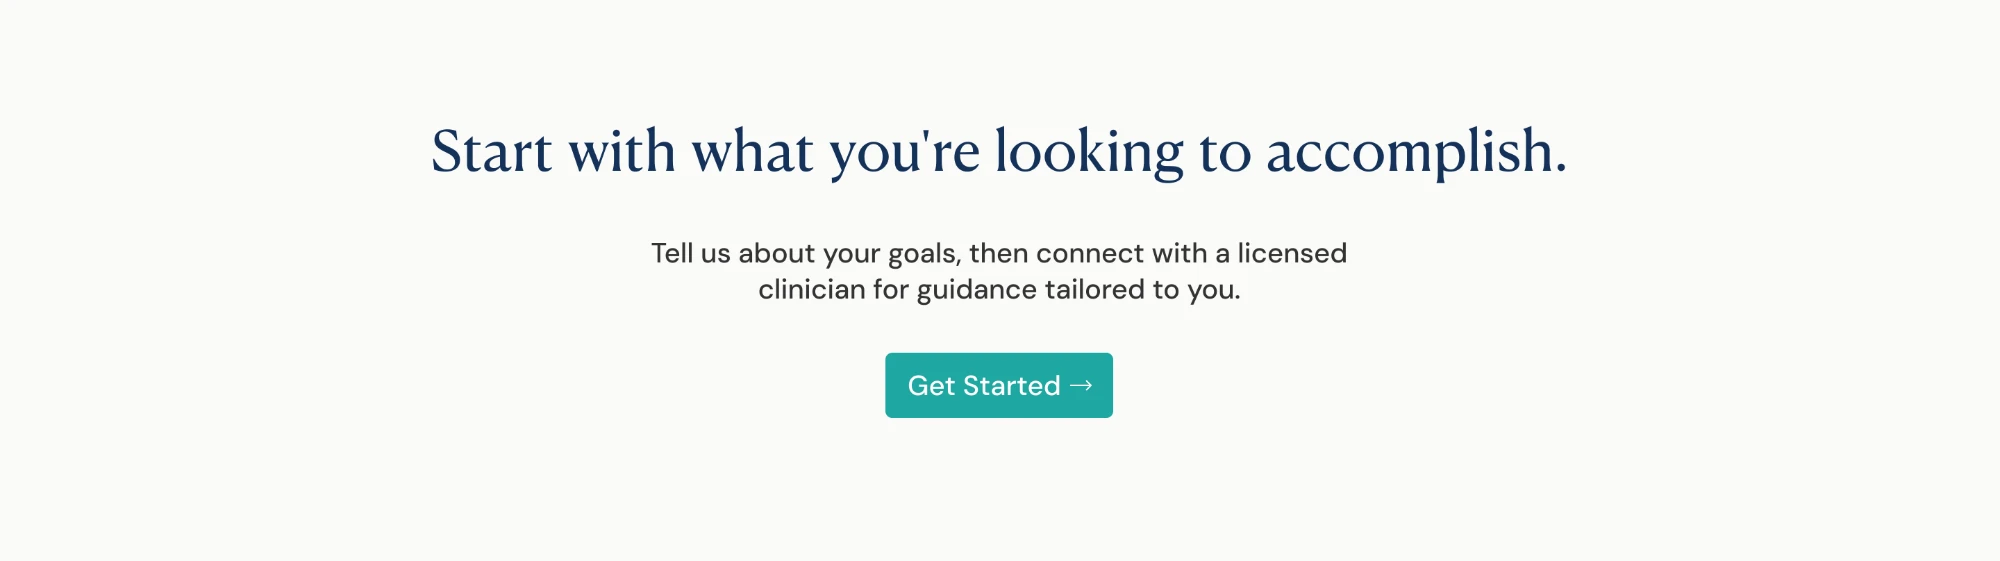 Start with what you're looking to accomplish.
Tell us about your goals, then connect with a licensed
clinician for guidance tailored to you.
Get Started →